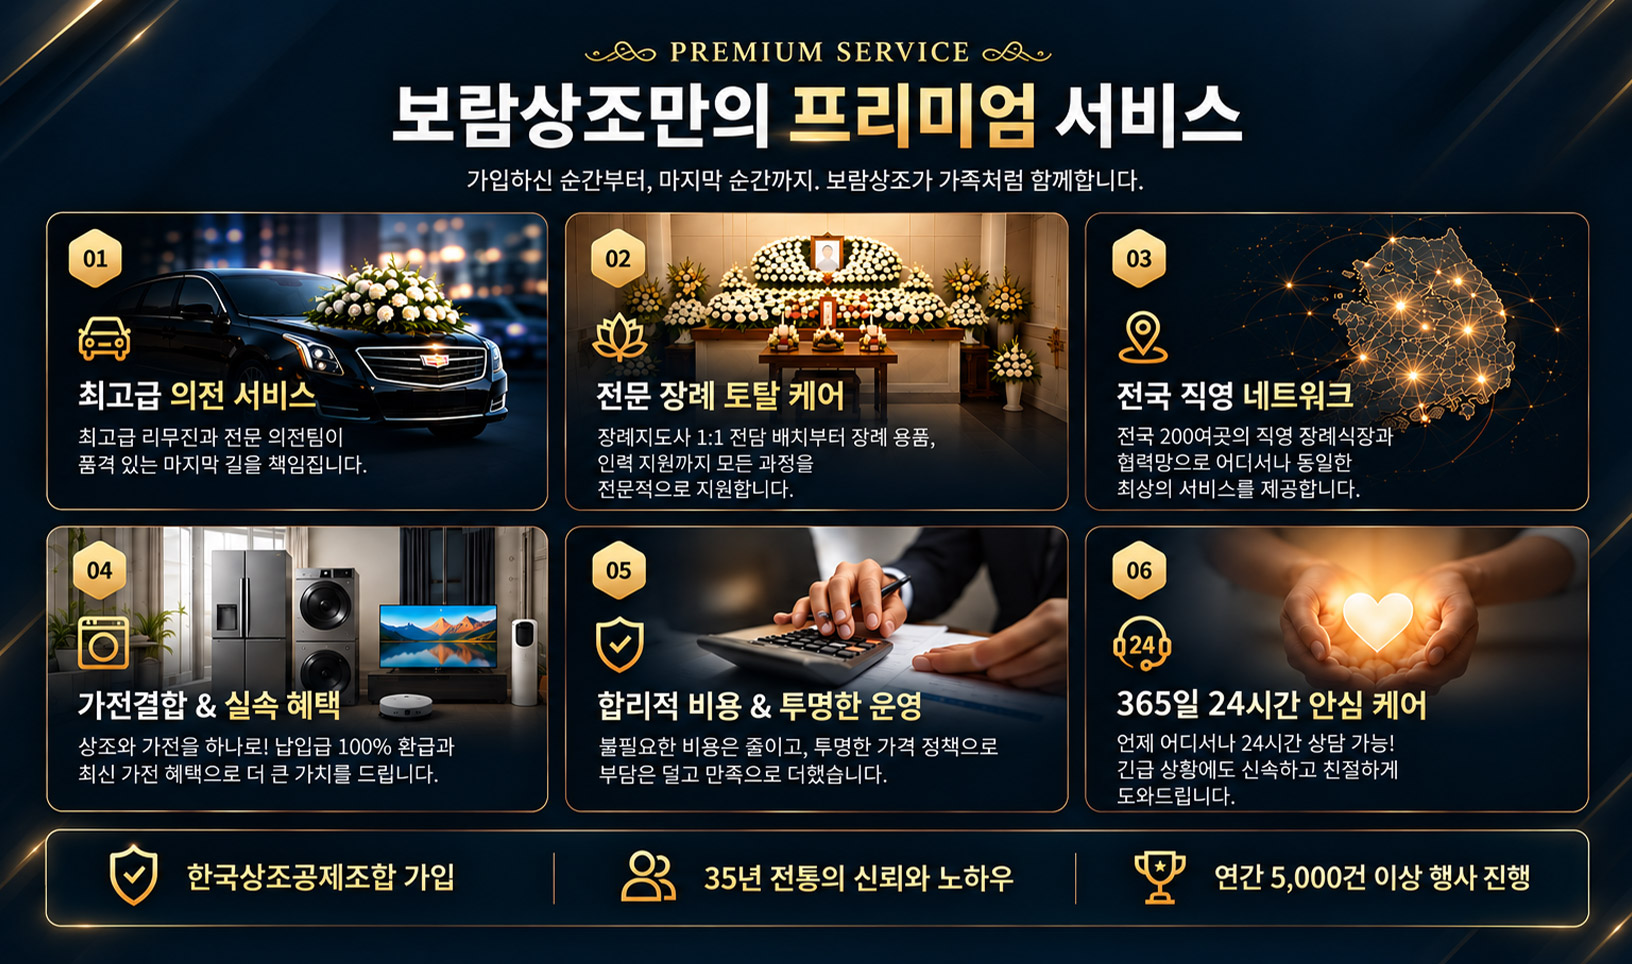 PREMIUM SERVICE
보람상조만의 프리미엄 서비스
가입하신 순간부터, 마지막 순간까지. 보람상조가 가족처럼 함께합니다.
01
최고급 의전 서비스
최고급 리무진과 전문 의전팀이
품격 있는 마지막 길을 책임집니다.
02
전문 장례 토탈 케어
장례지도사 1:1 전담 배치부터 장례 용품,
인력 지원까지 모든 과정을
전문적으로 지원합니다.
03
전국 직영 네트워크
전국 200여곳의 직영 장례식장과
협력망으로 어디서나 동일한
최상의 서비스를 제공합니다.
04
가전결합 & 실속 혜택
상조와 가전을 하나로! 납입급 100% 환급과
최신 가전 혜택으로 더 큰 가치를 드립니다.
05
합리적 비용 & 투명한 운영
불필요한 비용은 줄이고, 투명한 가격 정책으로
부담은 덜고 만족으로 더했습니다.
06
24
365일 24시간 안심 케어
언제 어디서나 24시간 상담 가능!
긴급 상황에도 신속하고 친절하게
도와드립니다.
한국상조공제조합 가입
35년 전통의 신뢰와 노하우
연간 5,000건 이상 행사 진행